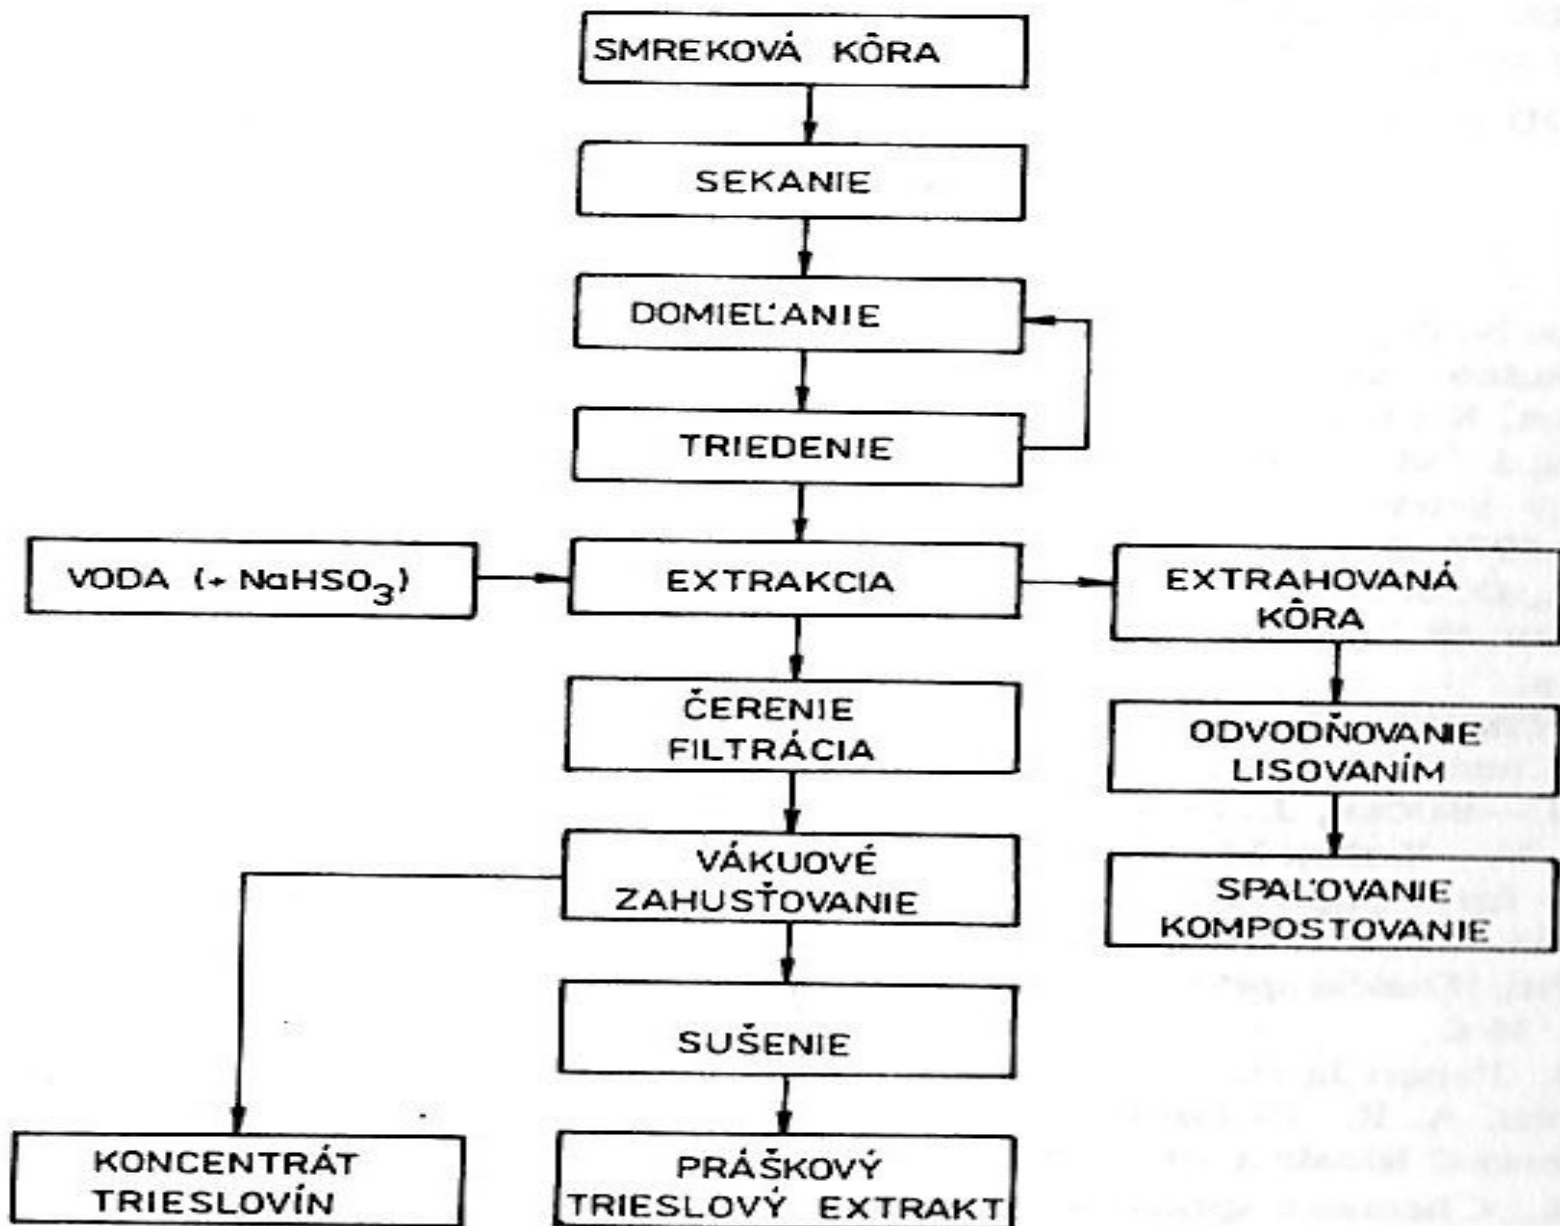 SMREKOVÁ KÔRA
SEKANIE
DOMIEĽANIE
TRIEDENIE
VODA (+ NaHSO3)
EXTRAKCIA
EXTRAHOVANÁ
KÔRA
ČERENIE
FILTRÁCIA
ODVODŇOVANIE
LISOVANÍM
VÁKUOVÉ
ZAHUSŤOVANIE
SPAĽOVANIE
KOMPOSTOVANIE
SUŠENIE
KONCENTRÁT
TRIESLOVÍN
PRÁŠKOVÝ
TRIESLOVÝ EXTRAKT